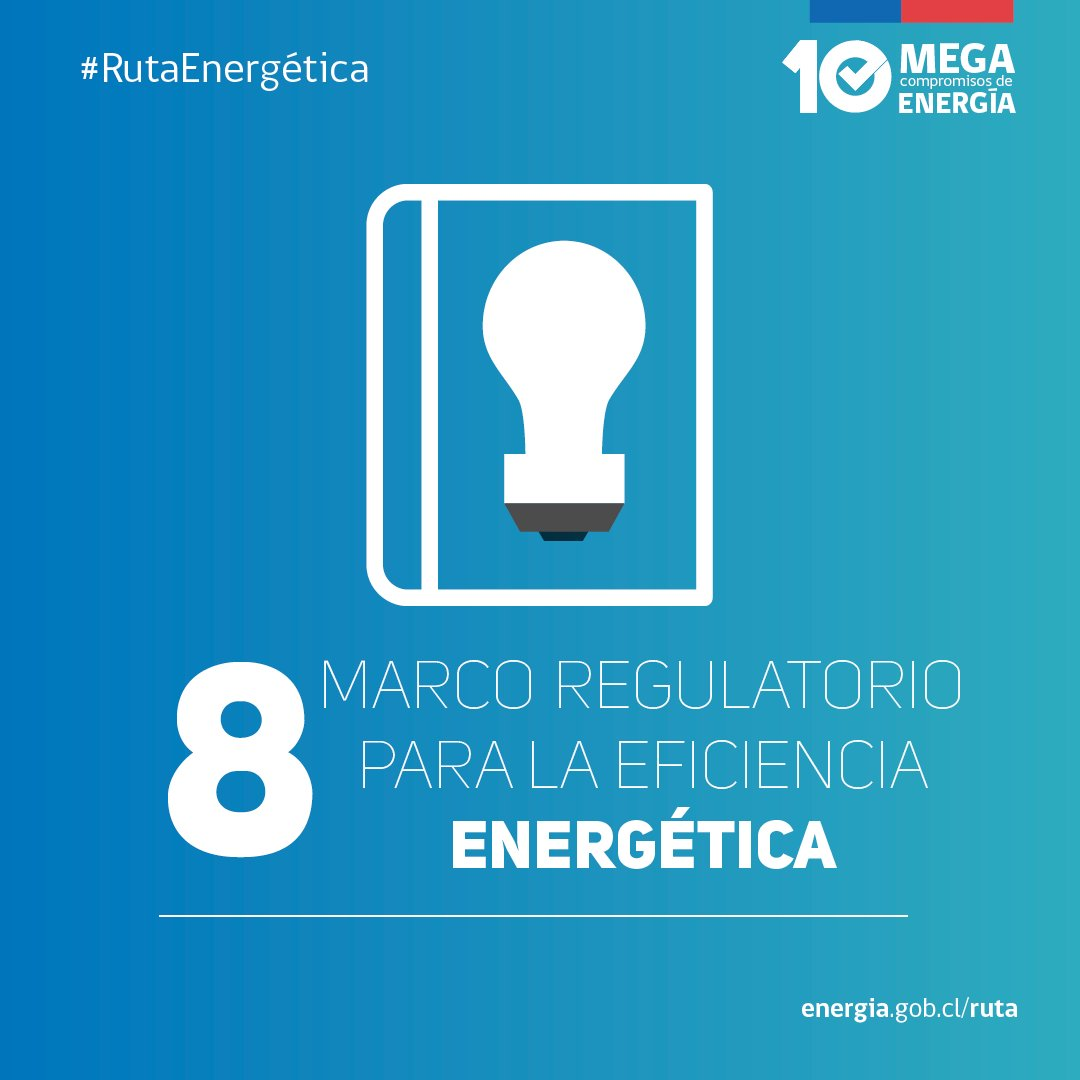 #RutaEnergética
10 MEGA
compromisos de
ENERGÍA
8 MARCO REGULATORIO
PARA LA EFICIENCIA
ENERGÉTICA
energia.gob.cl/ruta